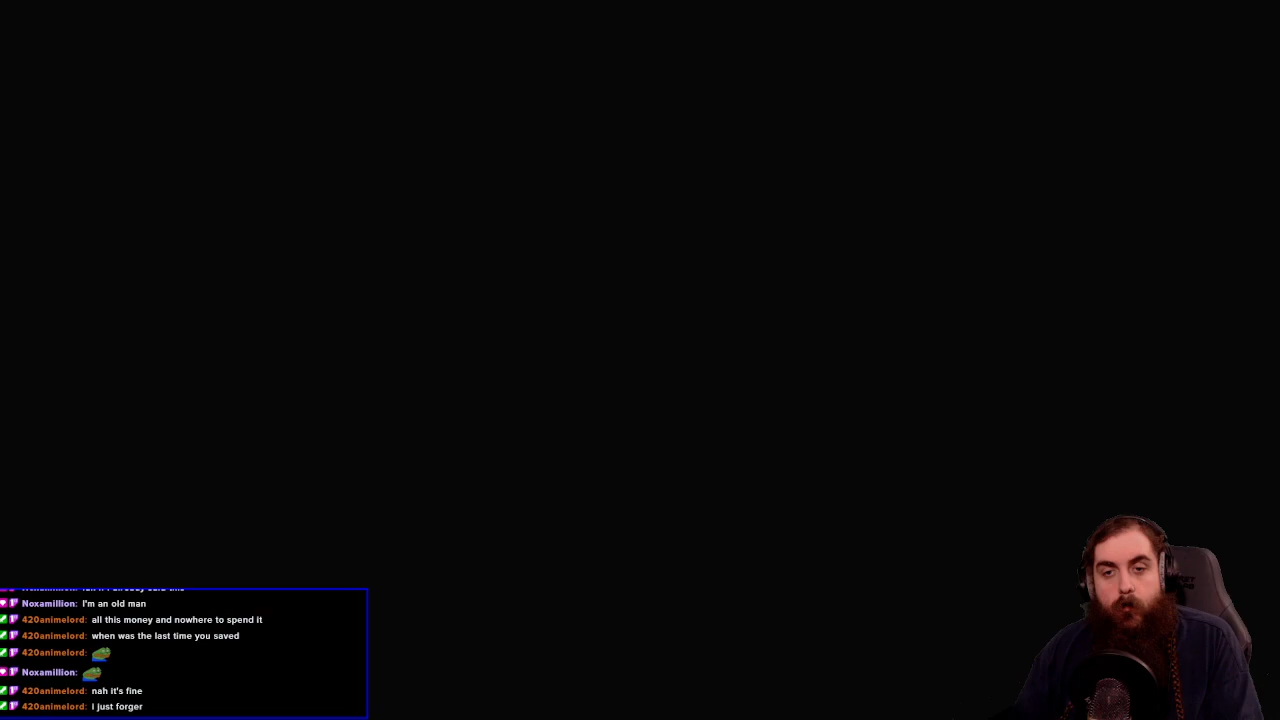 Noxamillion: I'm an old man
420animelord: all this money and nowhere to spend it
420animelord: when was the last time you saved
420animelord:
Noxamillion:
420animelord: nah it's fine
420animelord: i just forger